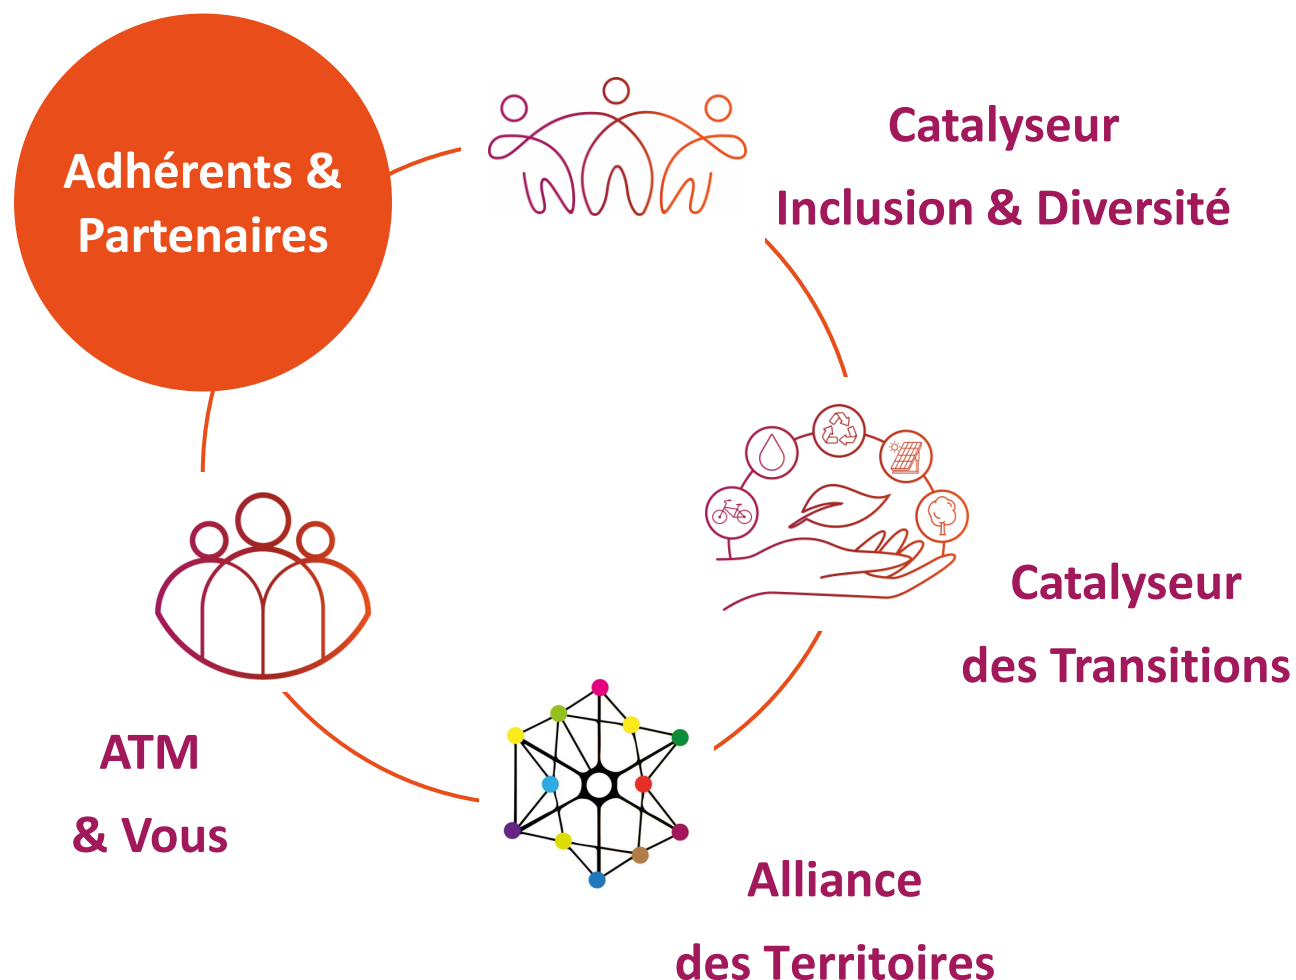 Adhérents &
Partenaires
Catalyseur
Inclusion & Diversité
Catalyseur
des Transitions
Alliance
des Territoires
ATM
& Vous